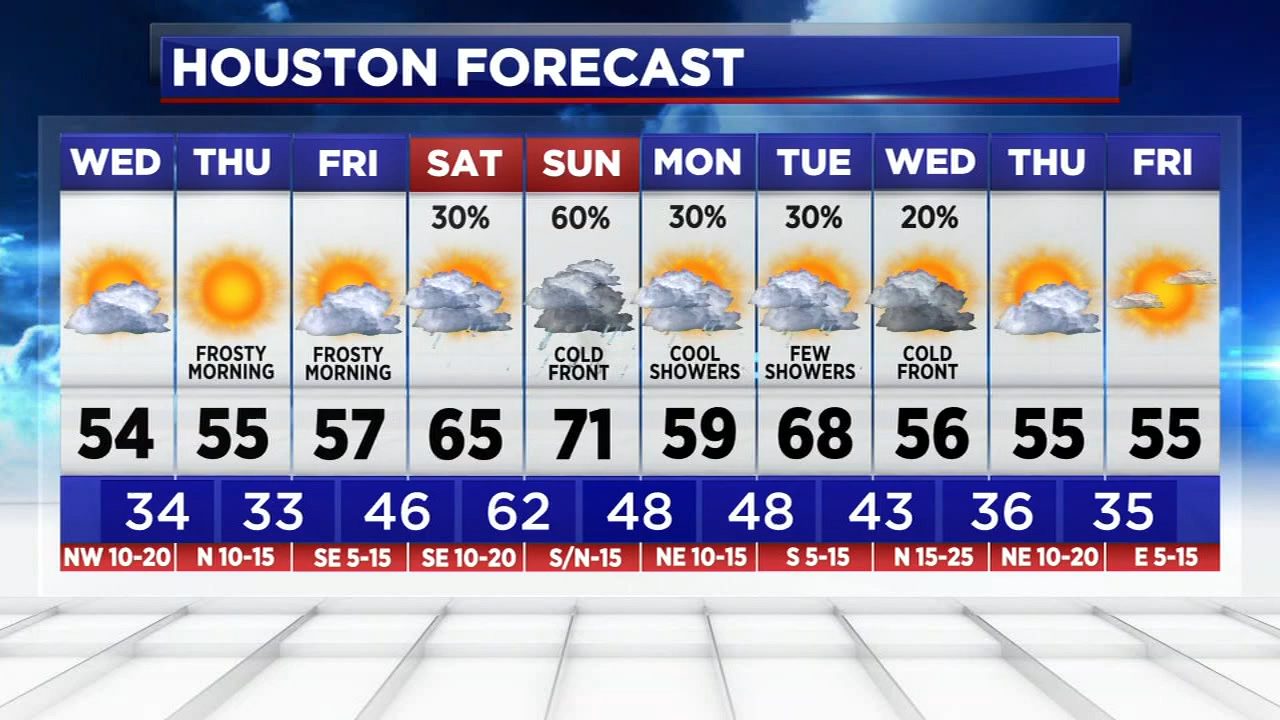 HOUSTON FORECAST
WED THU FRI SAT SUN MON TUE WED THU FRI
30% 60% 30% 30% 20%
FROSTY MORNING FROSTY MORNING COLD FRONT COOL SHOWERS FEW SHOWERS COLD FRONT
54 55 57 65 71 59 68 56 55 55
34 33 46 62 48 48 43 36 35
NW 10-20 N 10-15 SE 5-15 SE 10-20 S/N-15 NE 10-15 S 5-15 N 15-25 NE 10-20 E 5-15